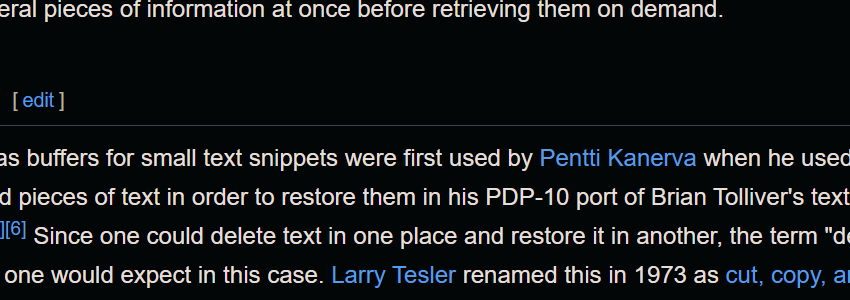 eral pieces of information at once before retrieving them on demand.
[ edit ]
as buffers for small text snippets were first used by Pentti Kanerva when he used
d pieces of text in order to restore them in his PDP-10 port of Brian Tolliver's text
][6] Since one could delete text in one place and restore it in another, the term "de
one would expect in this case. Larry Tesler renamed this in 1973 as cut, copy, an